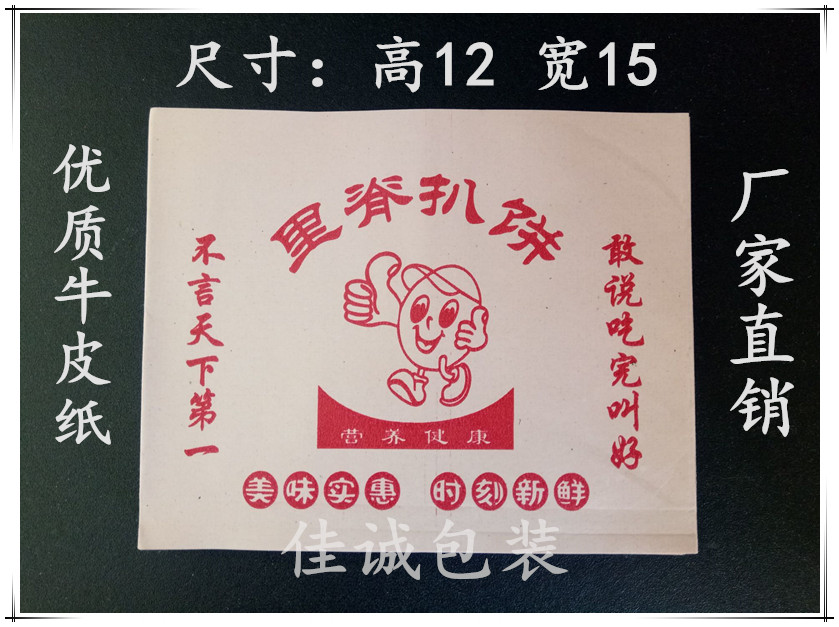 尺寸：高12 宽15
优质牛皮纸
厂家直销
里脊扒饼
不言天下第一
敢说吃完叫好
营养健康
美味实惠 时刻新鲜
佳诚包装